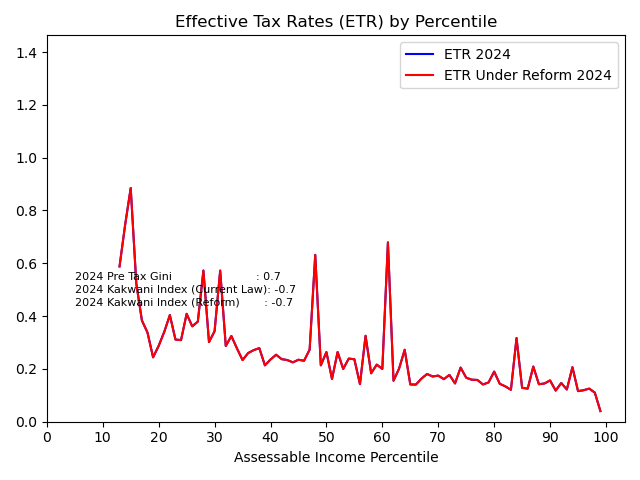 Effective Tax Rates (ETR) by Percentile
ETR 2024
ETR Under Reform 2024
1.4
1.2
1.0
0.8
0.6
0.4
0.2
0.0
2024 Pre Tax Gini : 0.7
2024 Kakwani Index (Current Law): -0.7
2024 Kakwani Index (Reform) : -0.7
0 10 20 30 40 50 60 70 80 90 100
Assessable Income Percentile